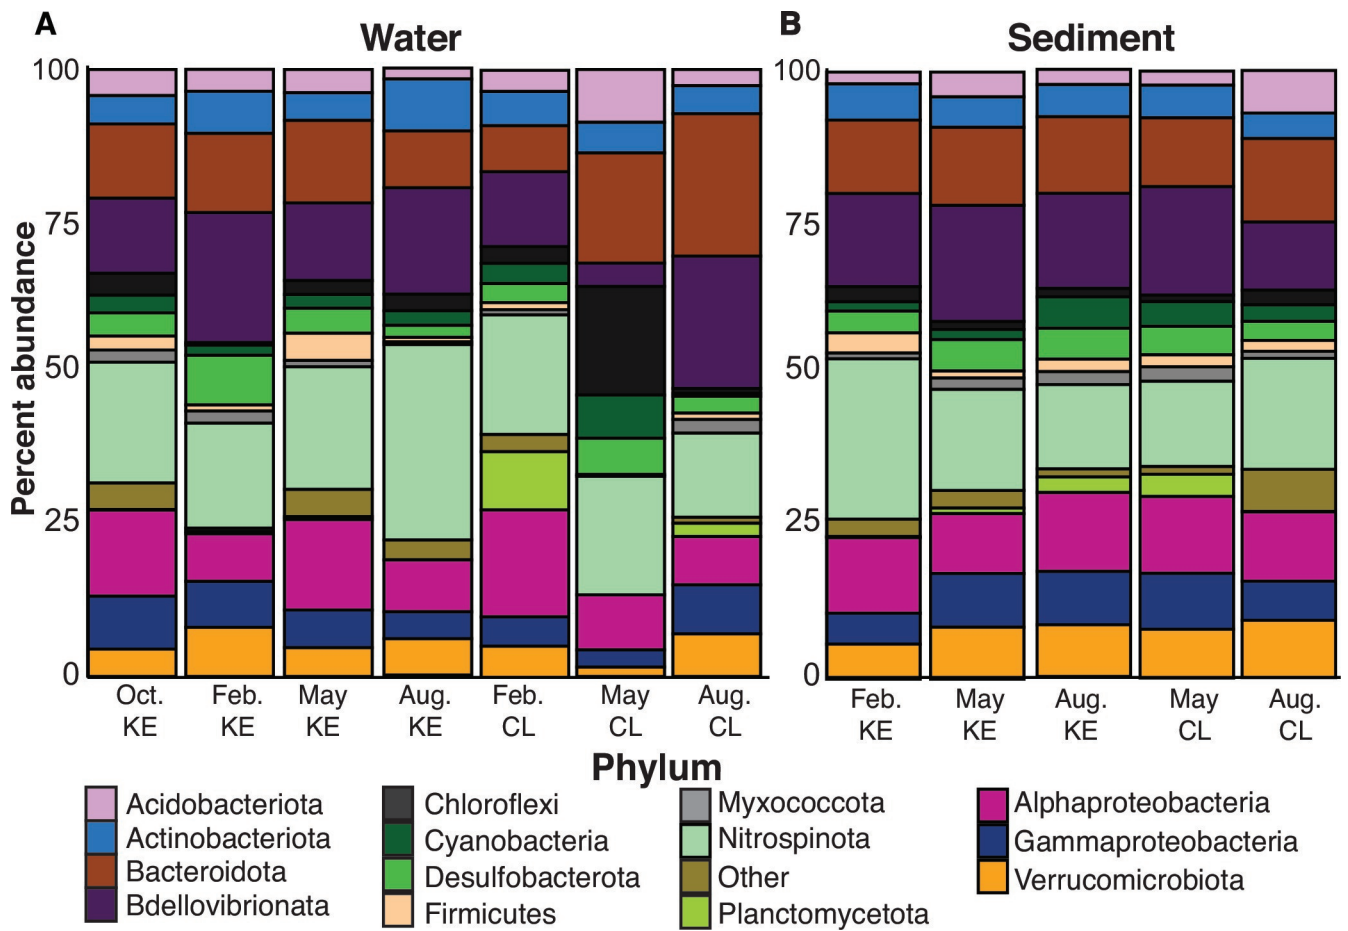 A
Water
B
Sediment
Percent abundance
100
75
50
25
0
100
75
50
25
0
Oct. KE
Feb. KE
May KE
Aug. KE
Feb. CL
May CL
Aug. CL
Feb. KE
May KE
Aug. KE
May CL
Aug. CL
Phylum
Acidobacteriota
Actinobacteriota
Bacteroidota
Bdellovibrionata
Chloroflexi
Cyanobacteria
Desulfobacterota
Firmicutes
Myxococcota
Nitrospinota
Other
Planctomycetota
Alphaproteobacteria
Gammaproteobacteria
Verrucomicrobiota